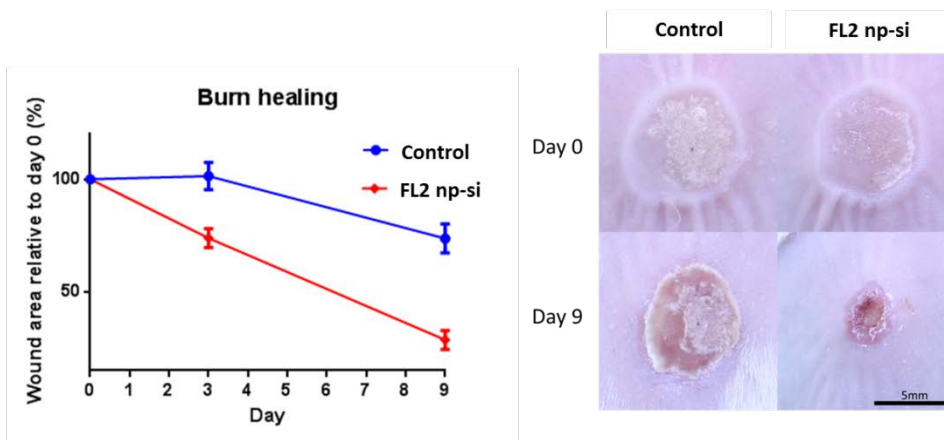 Burn healing
Wound area relative to day 0 (%)
100
50
Control
FL2 np-si
0 1 2 3 4 5 6 7 8 9
Day
Control FL2 np-si
Day 0
Day 9
5mm